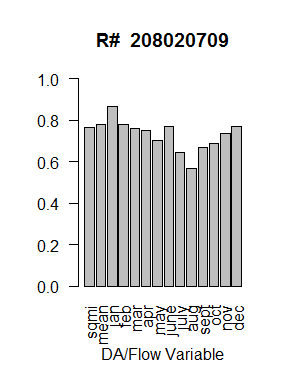 R# 208020709
1.0
0.8
0.6
0.4
0.2
0.0
sqmi
mean
jan
feb
mar
apr
may
june
july
aug
sept
oct
nov
dec
DA/Flow Variable